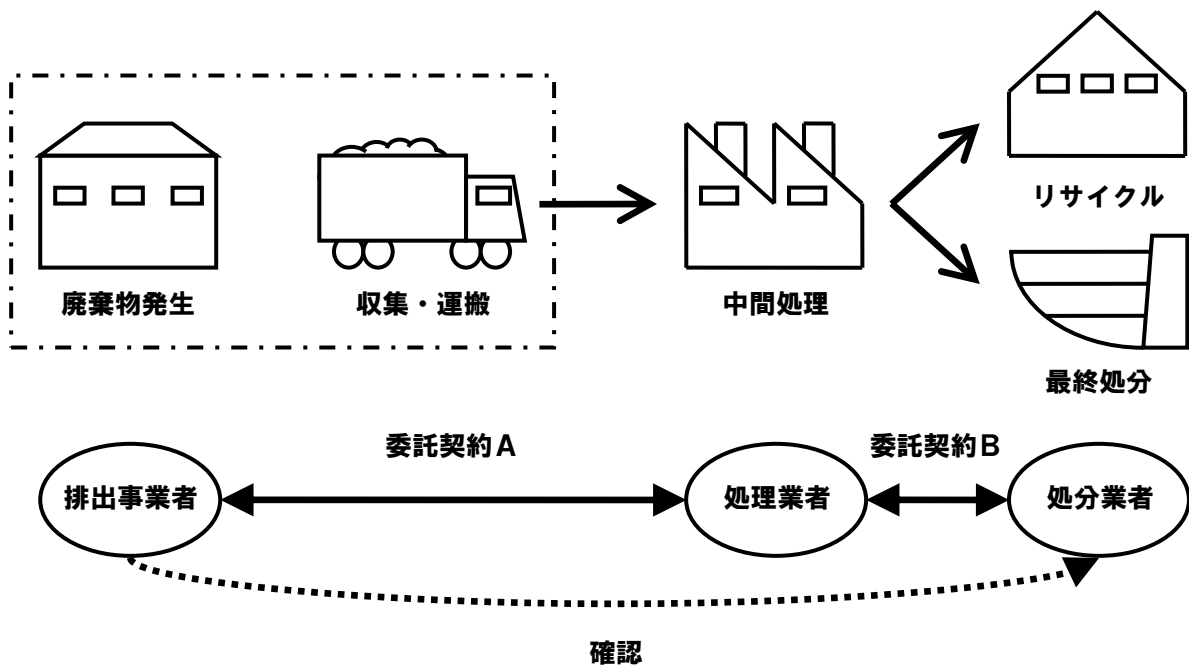 リサイクル
廃棄物発生
収集・運搬
中間処理
最終処分
委託契約A
委託契約B
排出事業者
処理業者
処分業者
確認